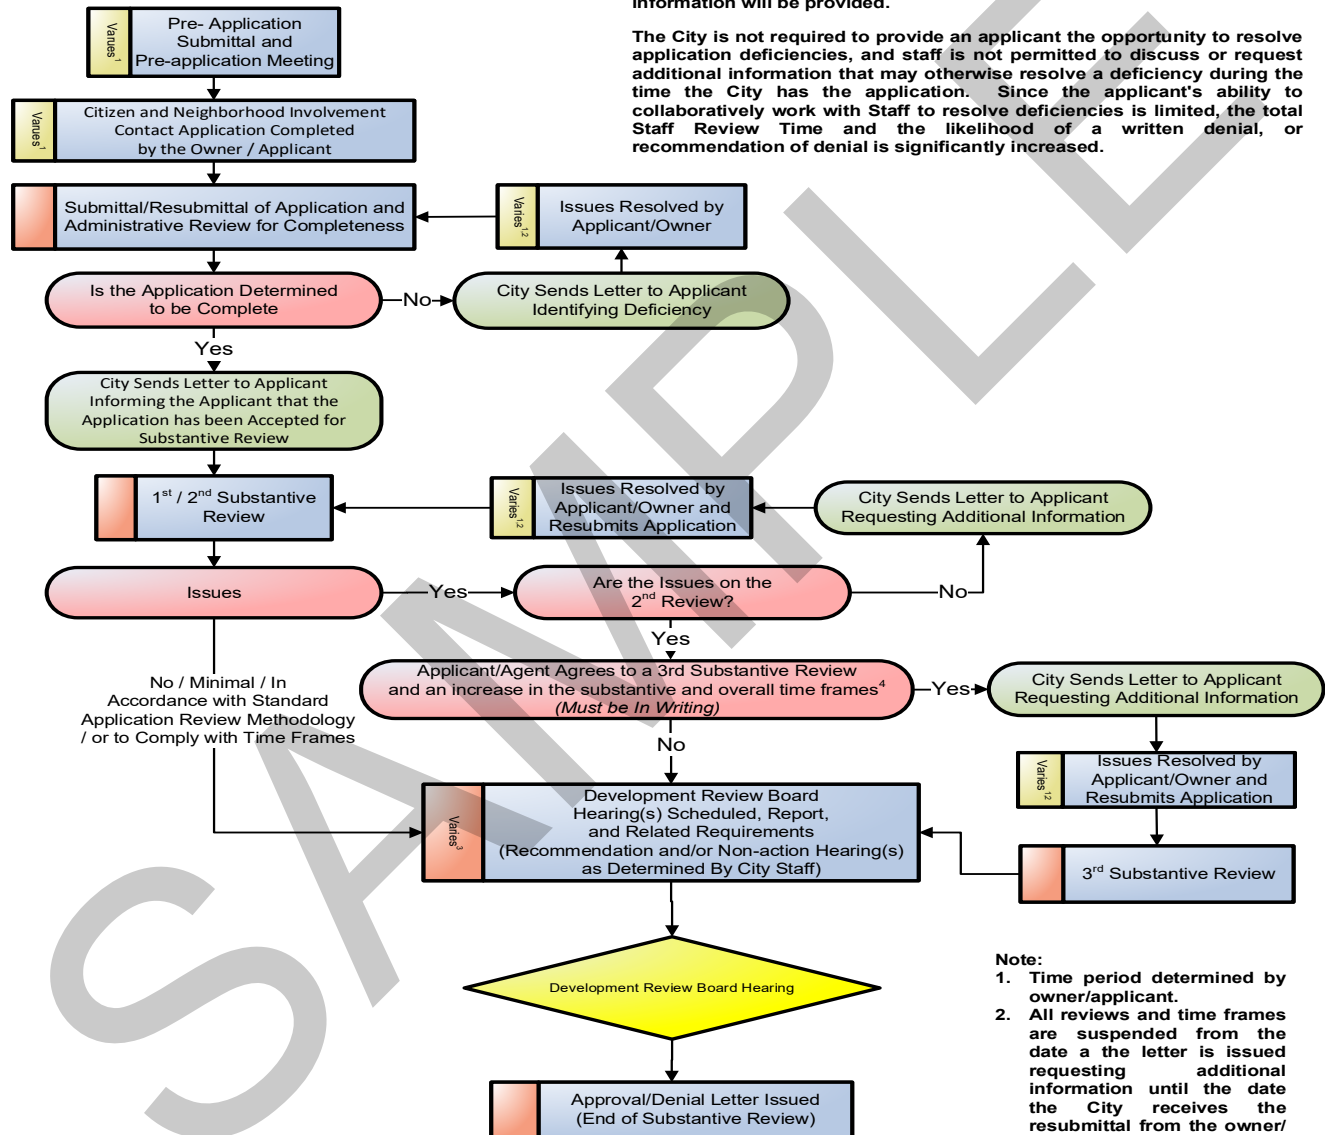 information will be provided.
The City is not required to provide an applicant the opportunity to resolve
application deficiencies, and staff is not permitted to discuss or request
additional information that may otherwise resolve a deficiency during the
time the City has the application. Since the applicant's ability to
collaboratively work with Staff to resolve deficiencies is limited, the total
Staff Review Time and the likelihood of a written denial, or
recommendation of denial is significantly increased.
Varues1
Pre- Application
Submittal and
Pre-application Meeting
Varues1
Citizen and Neighborhood Involvement
Contact Application Completed
by the Owner / Applicant
Submittal/Resubmittal of Application and
Administrative Review for Completeness
Varies1,2
Issues Resolved by
Applicant/Owner
Is the Application Determined
to be Complete
No
City Sends Letter to Applicant
Identifying Deficiency
Yes
City Sends Letter to Applicant
Informing the Applicant that the
Application has been Accepted for
Substantive Review
1st / 2nd Substantive
Review
Varies1,2
Issues Resolved by
Applicant/Owner and
Resubmits Application
City Sends Letter to Applicant
Requesting Additional Information
Issues
Yes
Are the Issues on the
2nd Review?
No
Yes
No / Minimal / In
Accordance with Standard
Application Review Methodology
/ or to Comply with Time Frames
Applicant/Agent Agrees to a 3rd Substantive Review
and an increase in the substantive and overall time frames4
(Must be In Writing)
Yes
City Sends Letter to Applicant
Requesting Additional Information
No
Varies1,2
Issues Resolved by
Applicant/Owner and
Resubmits Application
Varies3
Development Review Board
Hearing(s) Scheduled, Report,
and Related Requirements
(Recommendation and/or Non-action Hearing(s)
as Determined By City Staff)
3rd Substantive Review
Development Review Board Hearing
Approval/Denial Letter Issued
(End of Substantive Review)
Note:
1. Time period determined by
owner/applicant.
2. All reviews and time frames
are suspended from the
date a the letter is issued
requesting additional
information until the date
the City receives the
resubmittal from the owner/
SAMPLE